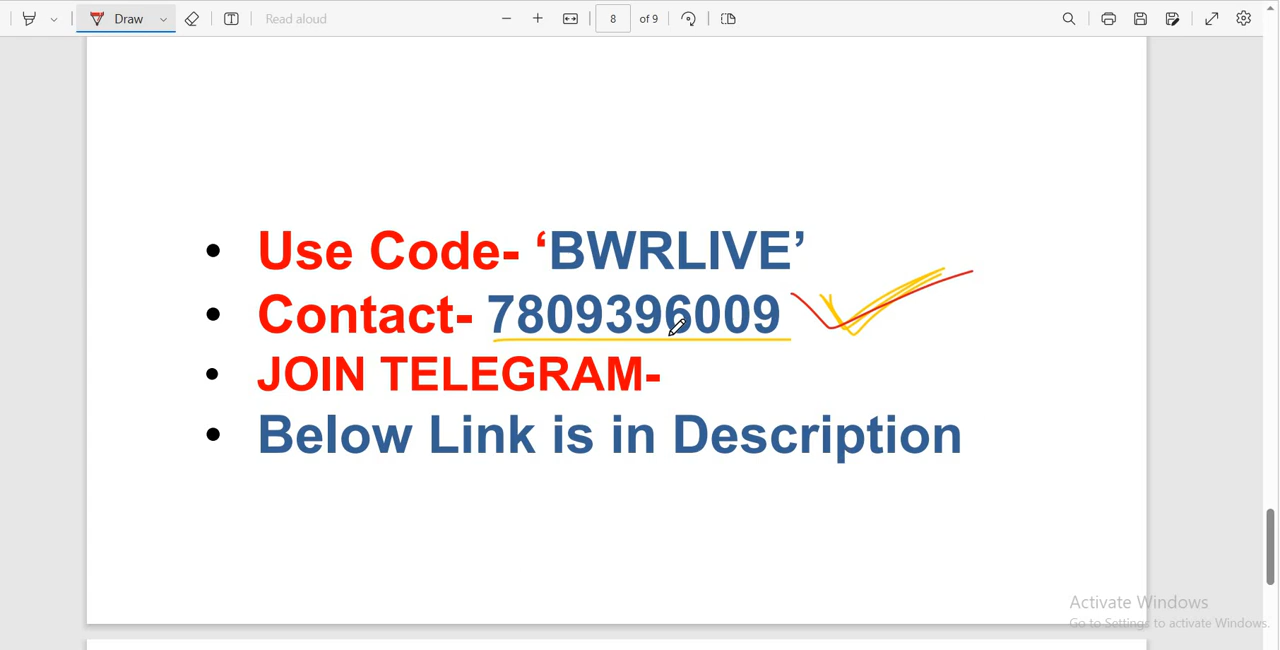 Draw
Read aloud
8 of 9
Use Code- ‘BWRLIVE’
Contact- 7809396009
JOIN TELEGRAM-
Below Link is in Description
Activate Windows
Go to Settings to activate Windows.